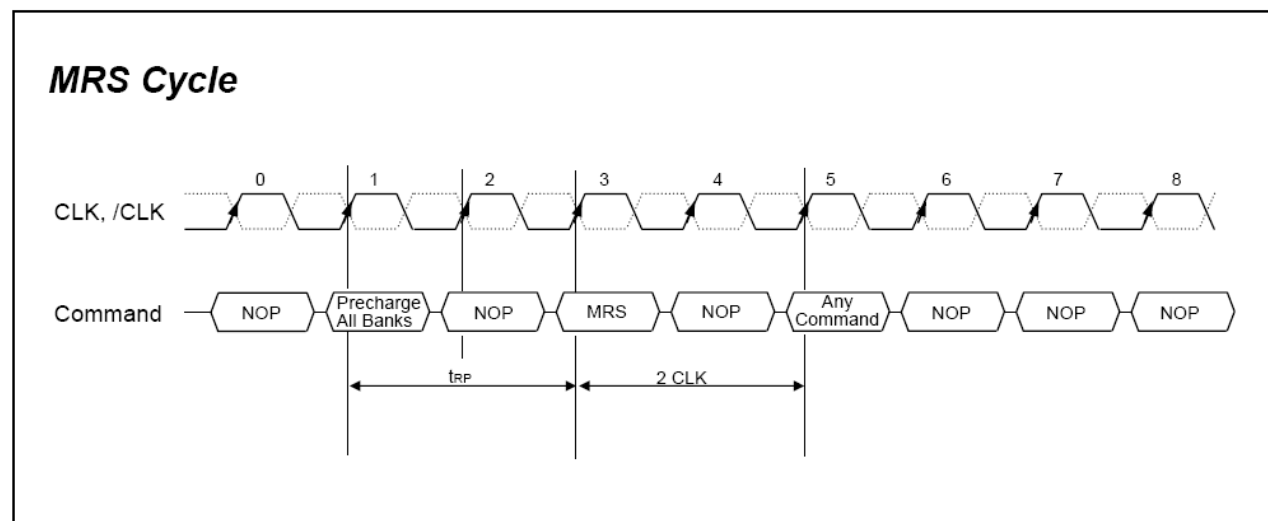 MRS Cycle
0 1 2 3 4 5 6 7 8
CLK, /CLK
Command
NOP
Precharge
All Banks
NOP
MRS
NOP
Any
Command
NOP
NOP
NOP
tRP
2 CLK